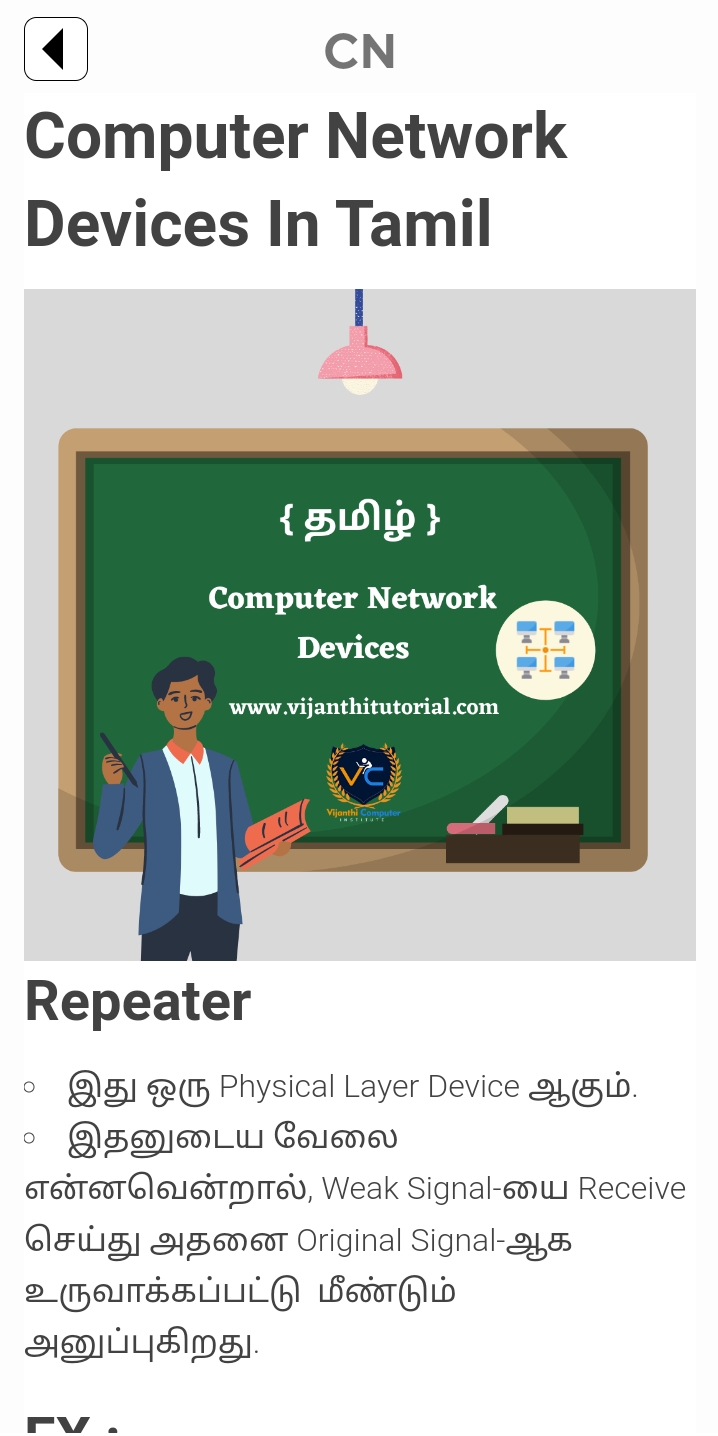 CN
Computer Network
Devices In Tamil
{ தமிழ் }
Computer Network
Devices
www.vijanthitutorial.com
VC
Vijanthi Computer
INSTITUTE
Repeater
இது ஒரு Physical Layer Device ஆகும்.
இதனுடைய வேலை
என்னவென்றால், Weak Signal-யை Receive
செய்து அதனை Original Signal-ஆக
உருவாக்கப்பட்டு மீண்டும்
அனுப்புகிறது.
EX :